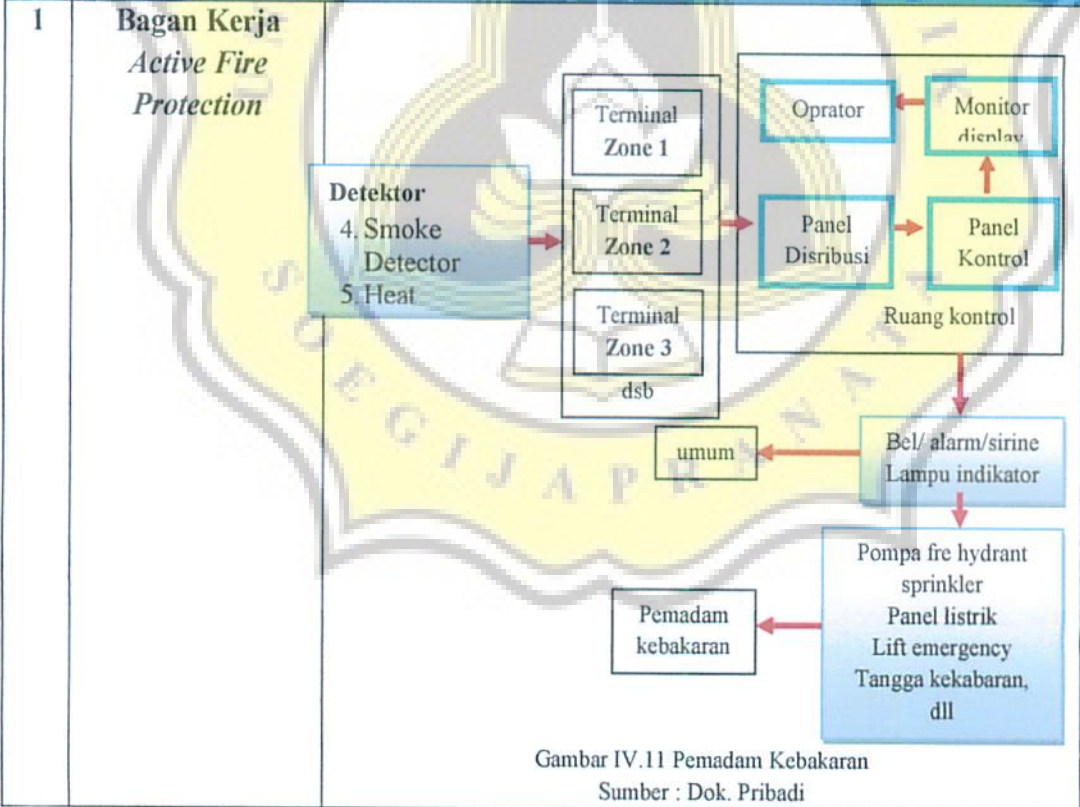 1
Bagan Kerja
Active Fire
Protection
Detektor
4. Smoke
Detector
5. Heat
Terminal
Zone 1
Terminal
Zone 2
Terminal
Zone 3
dsb
Oprator
Monitor
display
Panel
Disribusi
Panel
Kontrol
Ruang kontrol
Bel/ alarm/sirine
Lampu indikator
umum
Pompa fre hydrant
sprinkler
Panel listrik
Lift emergency
Tangga kekabaran,
dll
Pemadam
kebakaran
Gambar IV.11 Pemadam Kebakaran
Sumber : Dok. Pribadi
SOEGIJAPRANATA